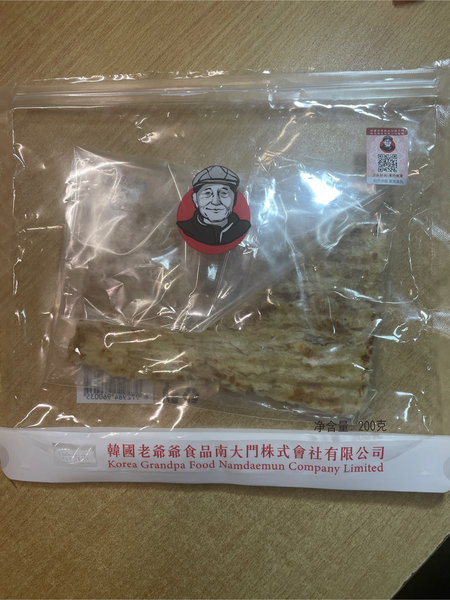 净含量: 200克
韓國老爺爺食品南大門株式會社有限公司
Korea Grandpa Food Namdaemun Company Limited